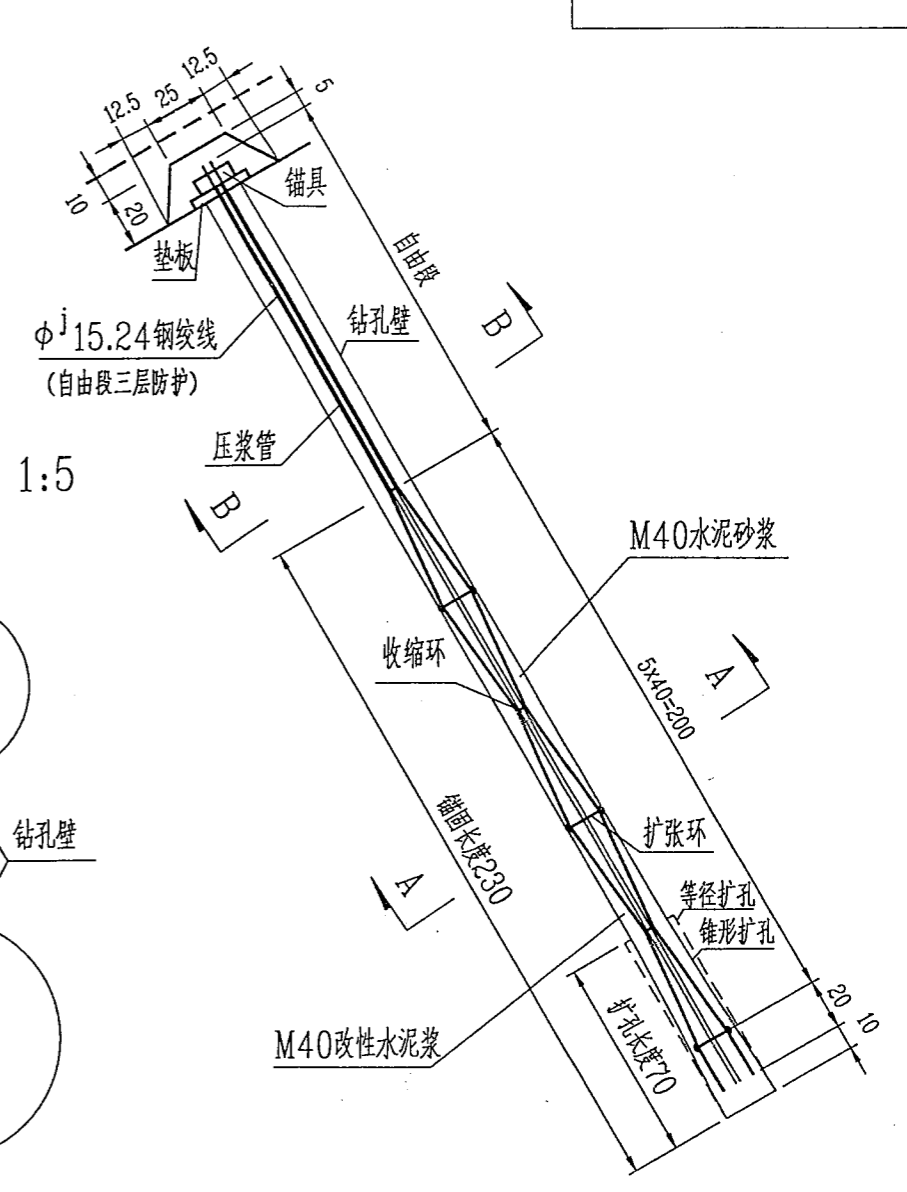 12.5
25
12.5
5
10
20
锚具
垫板
自由段
B
钻孔壁
φj15.24钢绞线
(自由段三层防护)
压浆管
1:5
B
M40水泥砂浆
收缩环
A
5x40=200
锚固长度230
钻孔壁
扩张环
A
等径扩孔
锥形扩孔
20
10
扩孔长度70
M40改性水泥浆